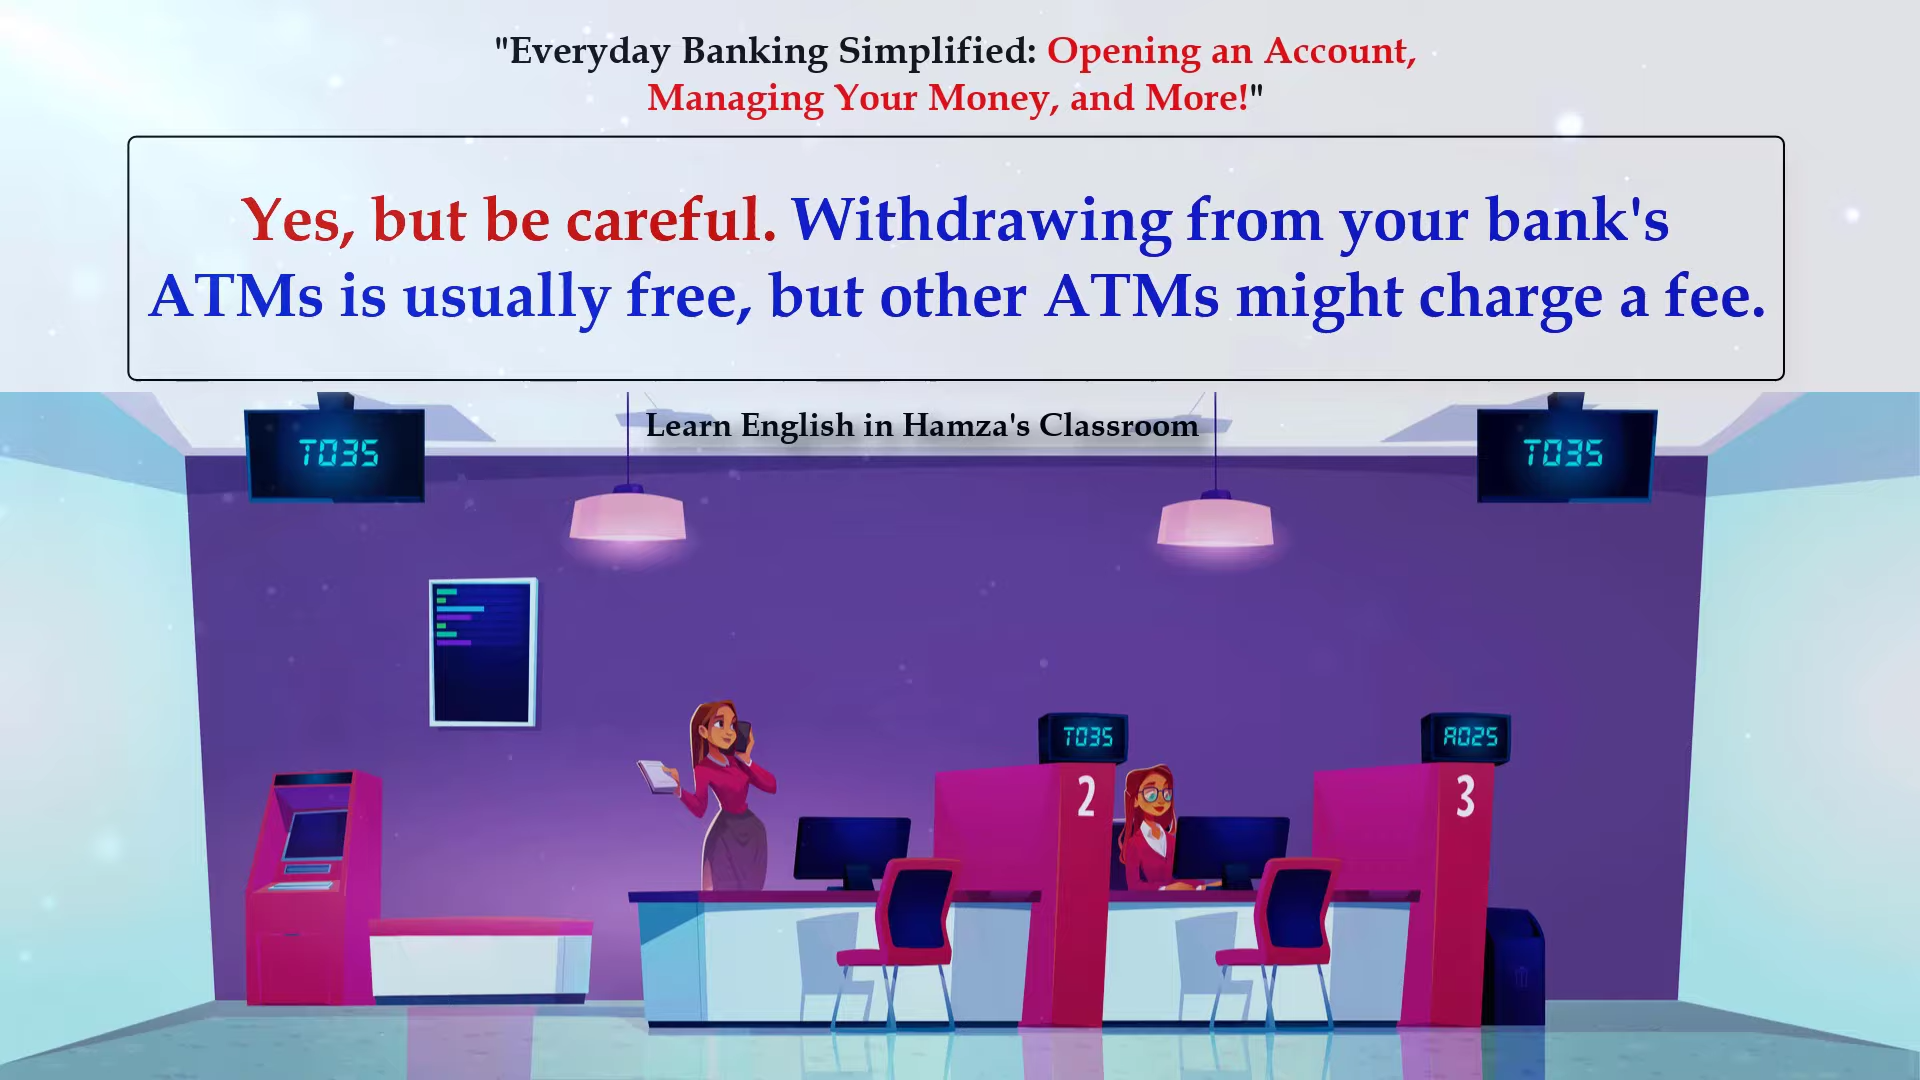 "Everyday Banking Simplified: Opening an Account,
Managing Your Money, and More!"
Yes, but be careful. Withdrawing from your bank's
ATMs is usually free, but other ATMs might charge a fee.
Learn English in Hamza's Classroom
T035
T035
T035
A025
2
3